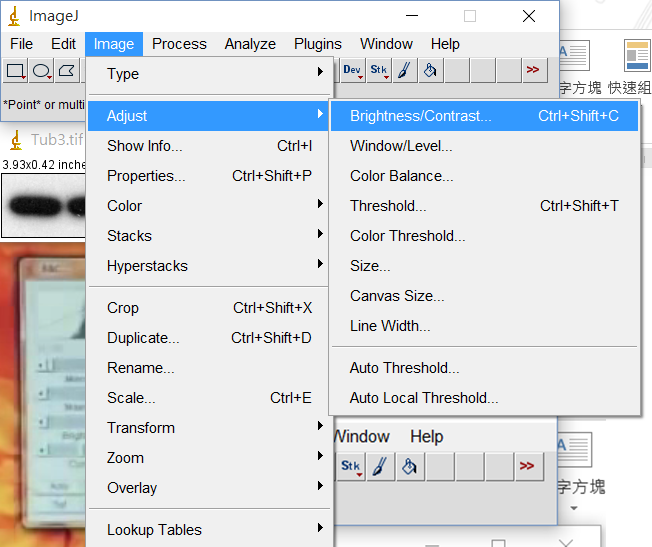 ImageJ
File Edit Image Process Analyze Plugins Window Help
Dev Stk >>
*Point* or multi
Type
Adjust
Show Info... Ctrl+I
Properties... Ctrl+Shift+P
Color
Stacks
Hyperstacks
Crop Ctrl+Shift+X
Duplicate... Ctrl+Shift+D
Rename...
Scale... Ctrl+E
Transform
Zoom
Overlay
Lookup Tables
Brightness/Contrast... Ctrl+Shift+C
Window/Level...
Color Balance...
Threshold... Ctrl+Shift+T
Color Threshold...
Size...
Canvas Size...
Line Width...
Auto Threshold...
Auto Local Threshold...
Tub3.tif
3.93x0.42 inche
字方塊 快速組
Window Help
Stk >>
A
字方塊